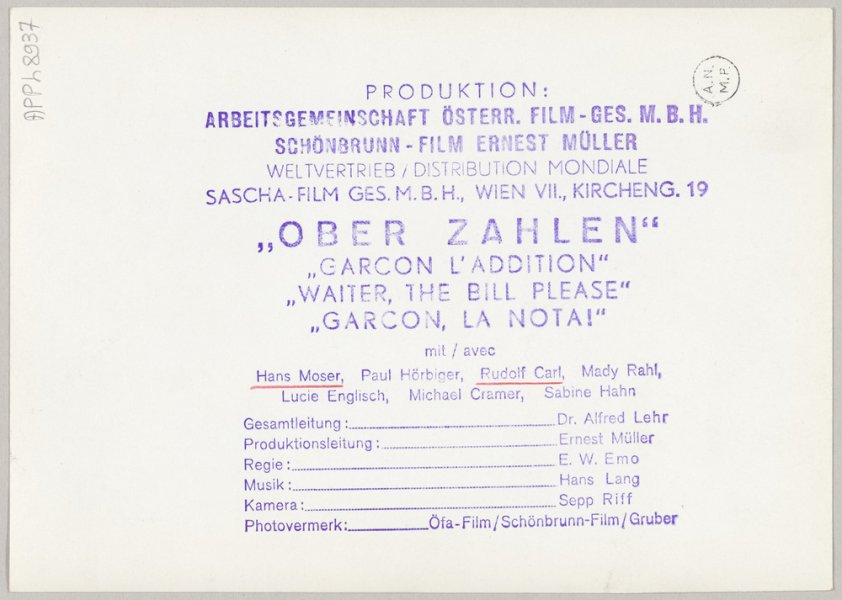 APPh8937
A.N.
M.P.
PRODUKTION:
ARBEITSGEMEINSCHAFT ÖSTERR. FILM-GES. M.B.H.
SCHÖNBRUNN-FILM ERNEST MÜLLER
WELTVERTRIEB / DISTRIBUTION MONDIALE
SASCHA-FILM GES.M.B.H., WIEN VII., KIRCHENG. 19
„OBER ZAHLEN“
„GARCON L'ADDITION“
„WAITER, THE BILL PLEASE“
„GARCON, LA NOTA!“
mit / avec
Hans Moser, Paul Hörbiger, Rudolf Carl, Mady Rahl,
Lucie Englisch, Michael Cramer, Sabine Hahn
Gesamtleitung: Dr. Alfred Lehr
Produktionsleitung: Ernest Müller
Regie: E. W. Emo
Musik: Hans Lang
Kamera: Sepp Riff
Photovermerk: Öfa-Film/Schönbrunn-Film/Gruber